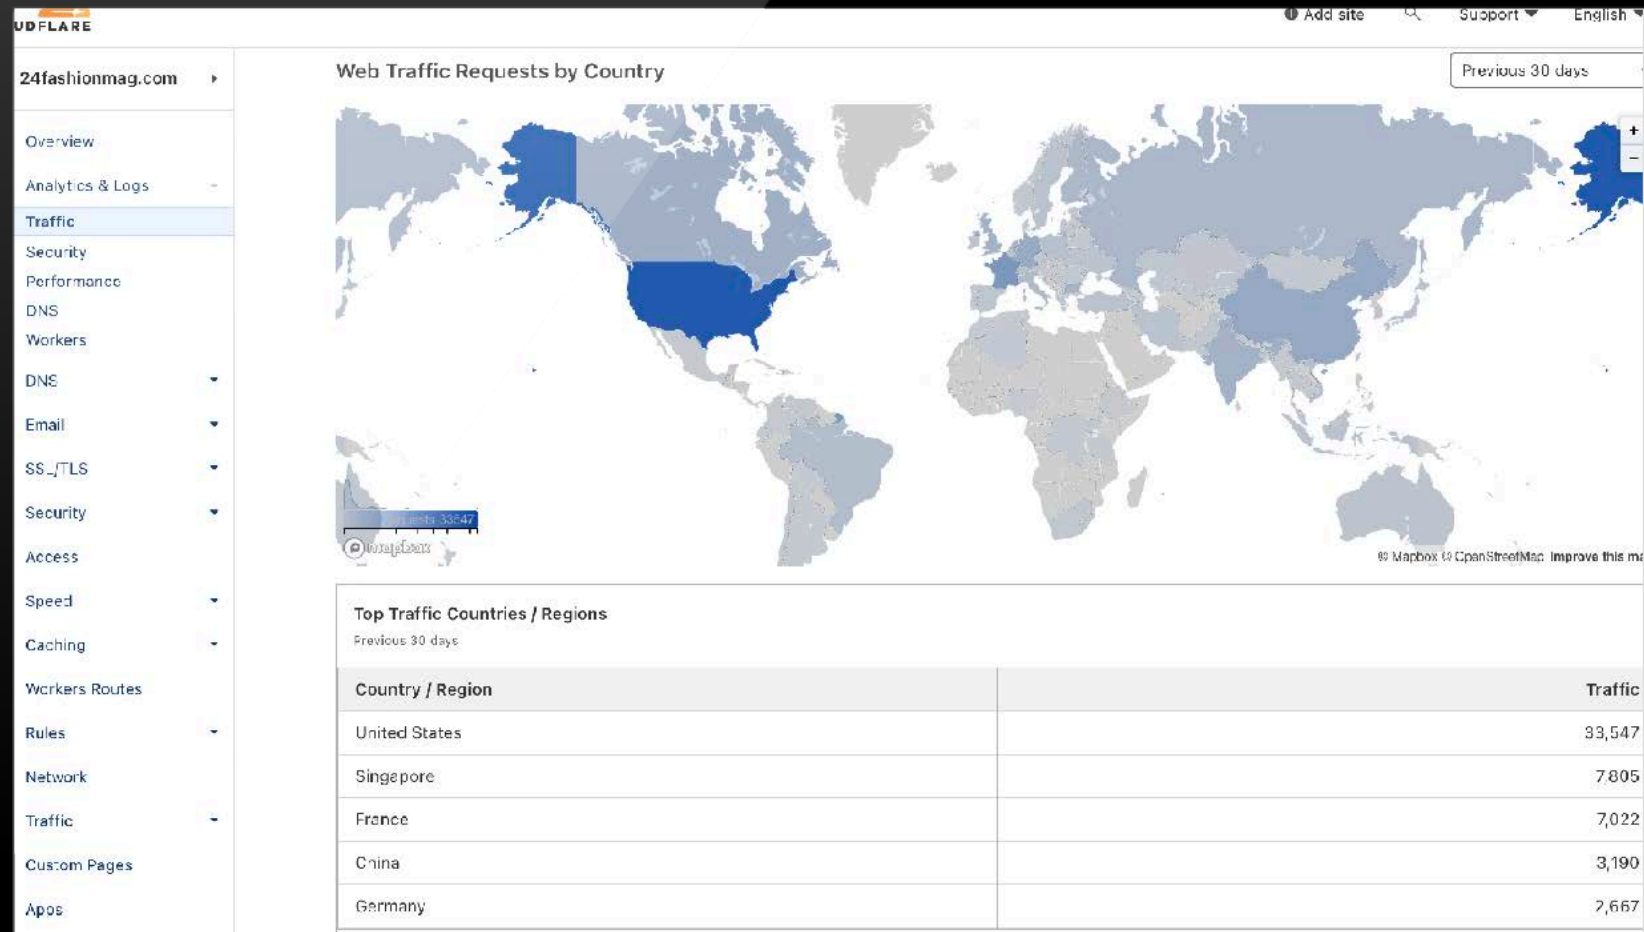 UDFLARE
Add site
Support
English
24fashionmag.com
Web Traffic Requests by Country
Previous 30 days
Overview
Analytics & Logs
Traffic
Security
Performance
DNS
Workers
DNS
Email
SSL/TLS
Security
Access
Speed
Caching
Workers Routes
Rules
Network
Traffic
Custom Pages
Apps
+
−
33547
mapbox
© Mapbox © OpenStreetMap Improve this ma
Top Traffic Countries / Regions
Previous 30 days
Country / Region
Traffic
United States
33,547
Singapore
7,805
France
7,022
China
3,190
Germany
2,667